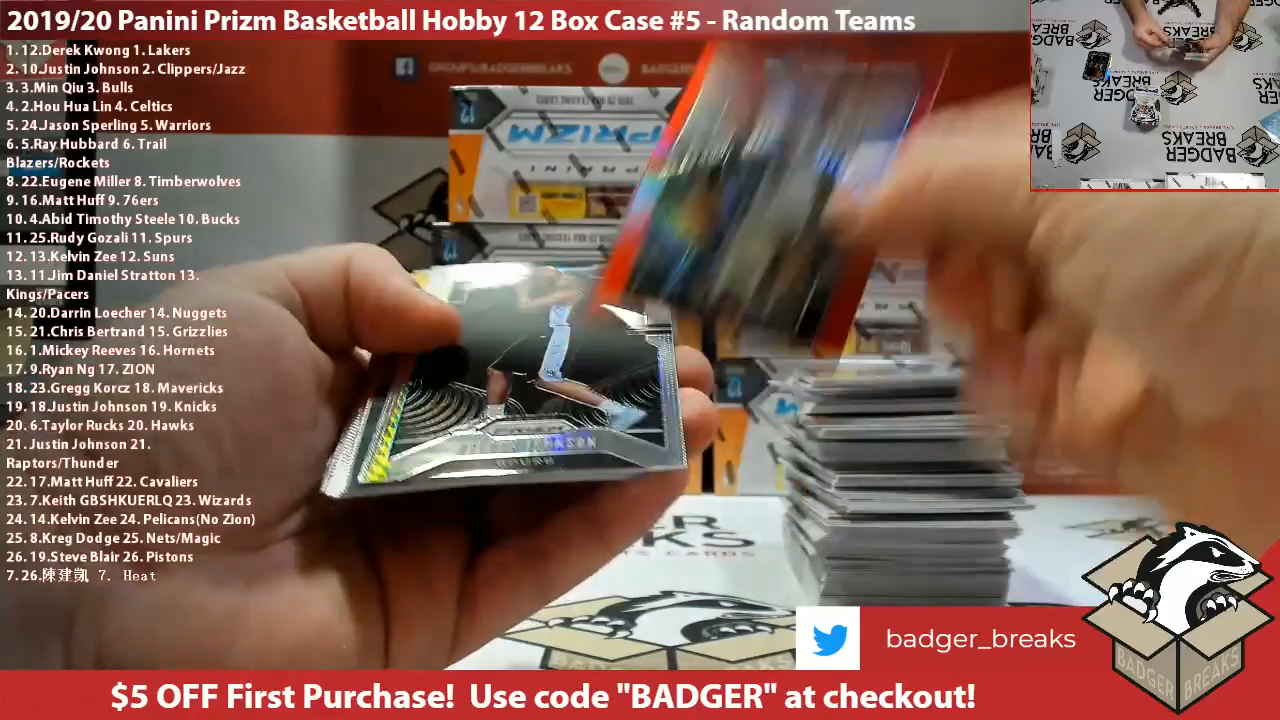 2019/20 Panini Prizm Basketball Hobby 12 Box Case #5 - Random Teams
1. 12.Derek Kwong 1. Lakers
2. 10.Justin Johnson 2. Clippers/Jazz
3. 3.Min Qiu 3. Bulls
4. 2.Hou Hua Lin 4. Celtics
5. 24.Jason Sperling 5. Warriors
6. 5.Ray Hubbard 6. Trail
Blazers/Rockets
8. 22.Eugene Miller 8. Timberwolves
9. 16.Matt Huff 9. 76ers
10. 4.Abid Timothy Steele 10. Bucks
11. 25.Rudy Gozali 11. Spurs
12. 13.Kelvin Zee 12. Suns
13. 11.Jim Daniel Stratton 13.
Kings/Pacers
14. 20.Darrin Loecher 14. Nuggets
15. 21.Chris Bertrand 15. Grizzlies
16. 1.Mickey Reeves 16. Hornets
17. 9.Ryan Ng 17. ZION
18. 23.Gregg Korcz 18. Mavericks
19. 18.Justin Johnson 19. Knicks
20. 6.Taylor Rucks 20. Hawks
21. Justin Johnson 21.
Raptors/Thunder
22. 17.Matt Huff 22. Cavaliers
23. 7.Keith GBSHKUERLQ 23. Wizards
24. 14.Kelvin Zee 24. Pelicans(No Zion)
25. 8.Kreg Dodge 25. Nets/Magic
26. 19.Steve Blair 26. Pistons
7. 26.陳建凱 7. Heat
GROUPS/BADGERBREAKS
PRIZM
PANINI
12
BADGER
BREAKS
badger_breaks
BADGER BREAKS
$5 OFF First Purchase! Use code "BADGER" at checkout!